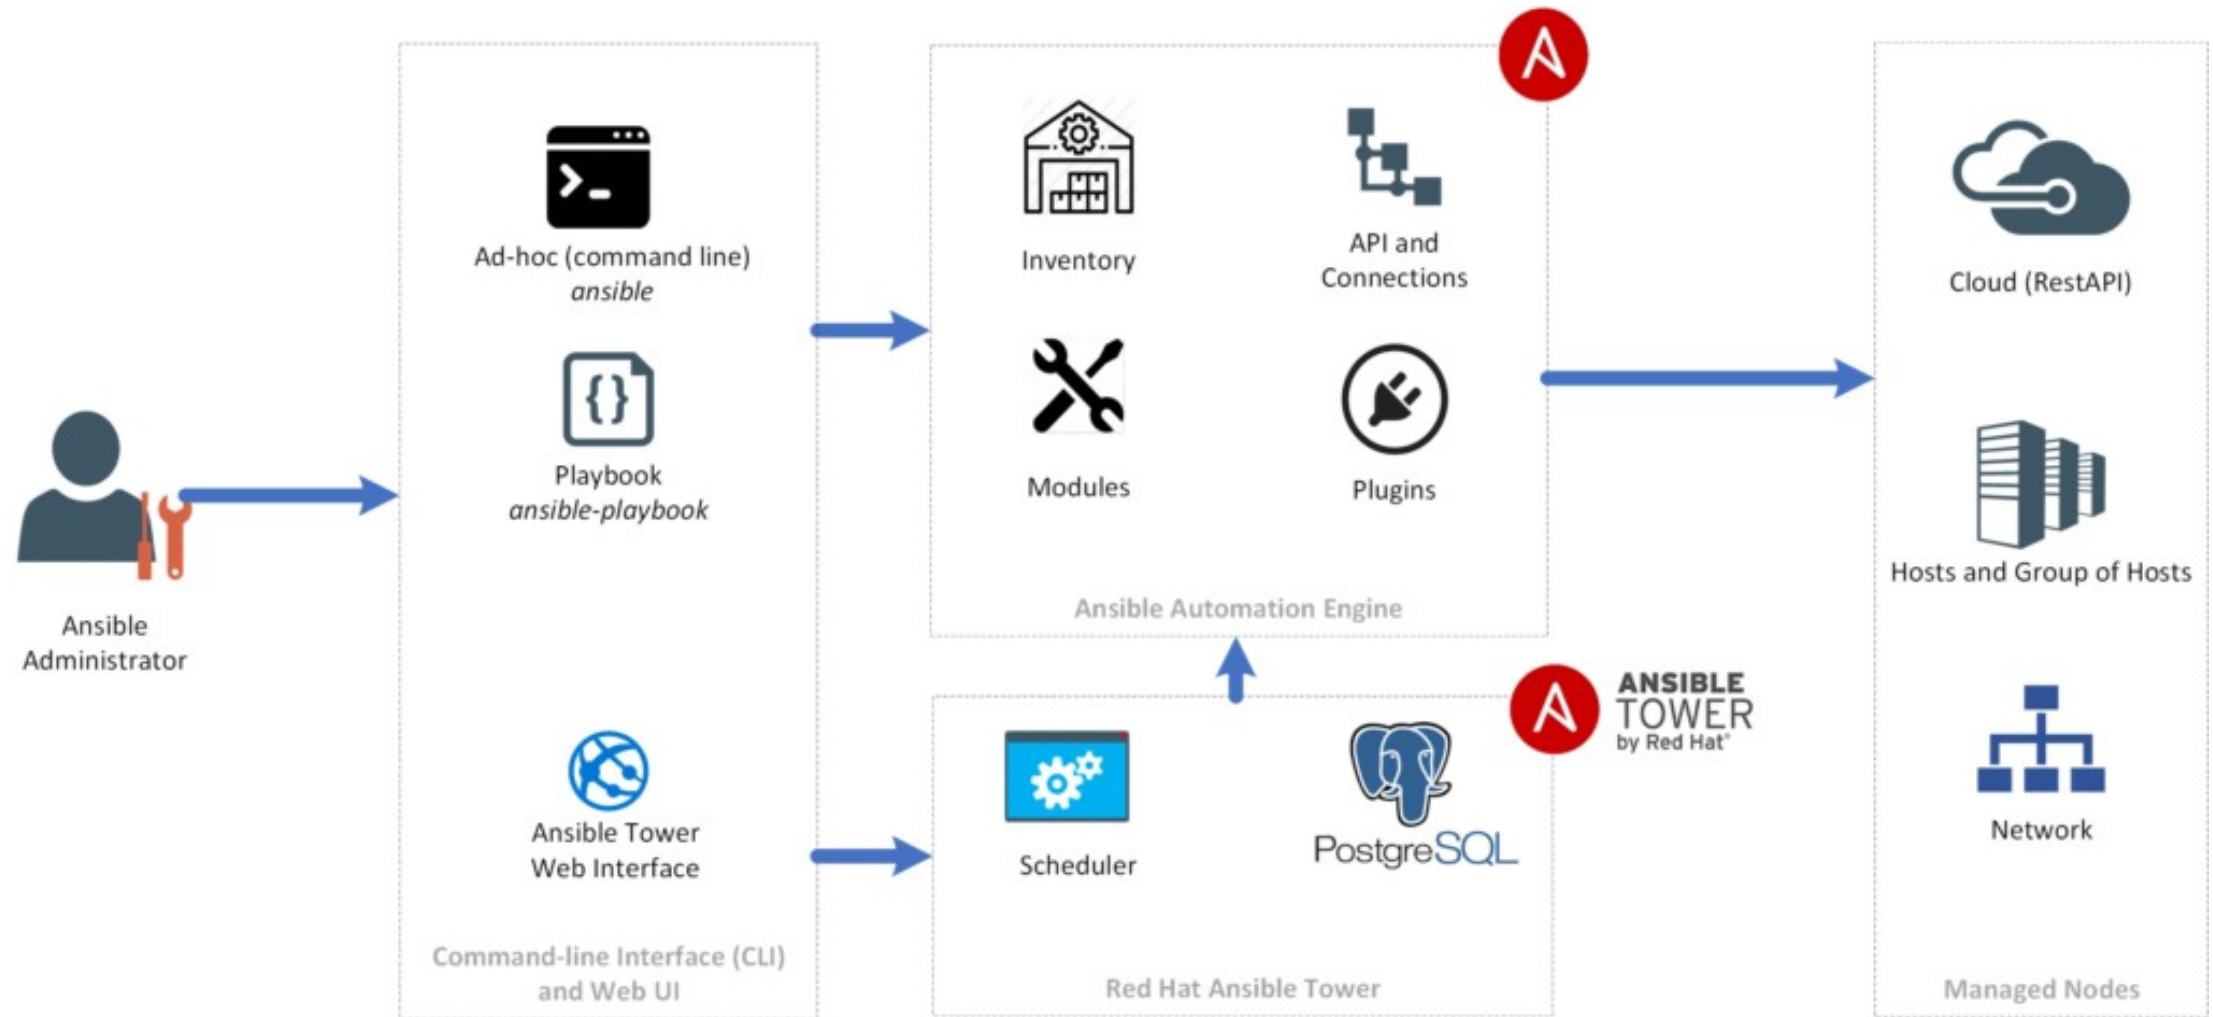 Ansible
Administrator
Ad-hoc (command line)
ansible
Playbook
ansible-playbook
Ansible Tower
Web Interface
Command-line Interface (CLI)
and Web UI
Inventory
API and
Connections
Modules
Plugins
Ansible Automation Engine
ANSIBLE
TOWER
by Red Hat®
Scheduler
PostgreSQL
Red Hat Ansible Tower
Cloud (RestAPI)
Hosts and Group of Hosts
Network
Managed Nodes